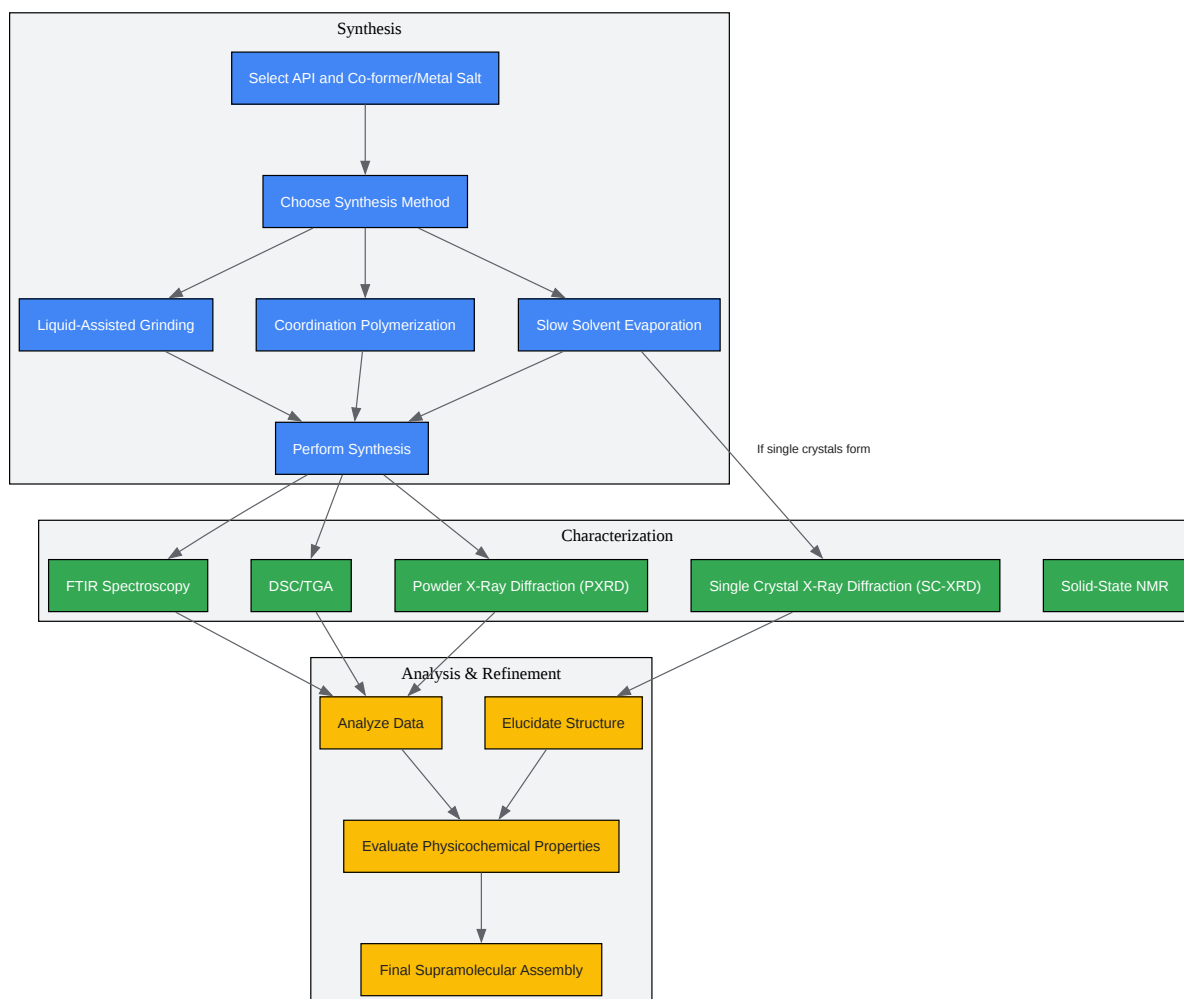 Synthesis
Select API and Co-former/Metal Salt
Choose Synthesis Method
Liquid-Assisted Grinding
Coordination Polymerization
Slow Solvent Evaporation
Perform Synthesis
If single crystals form
Characterization
FTIR Spectroscopy
DSC/TGA
Powder X-Ray Diffraction (PXRD)
Single Crystal X-Ray Diffraction (SC-XRD)
Solid-State NMR
Analysis & Refinement
Analyze Data
Elucidate Structure
Evaluate Physicochemical Properties
Final Supramolecular Assembly